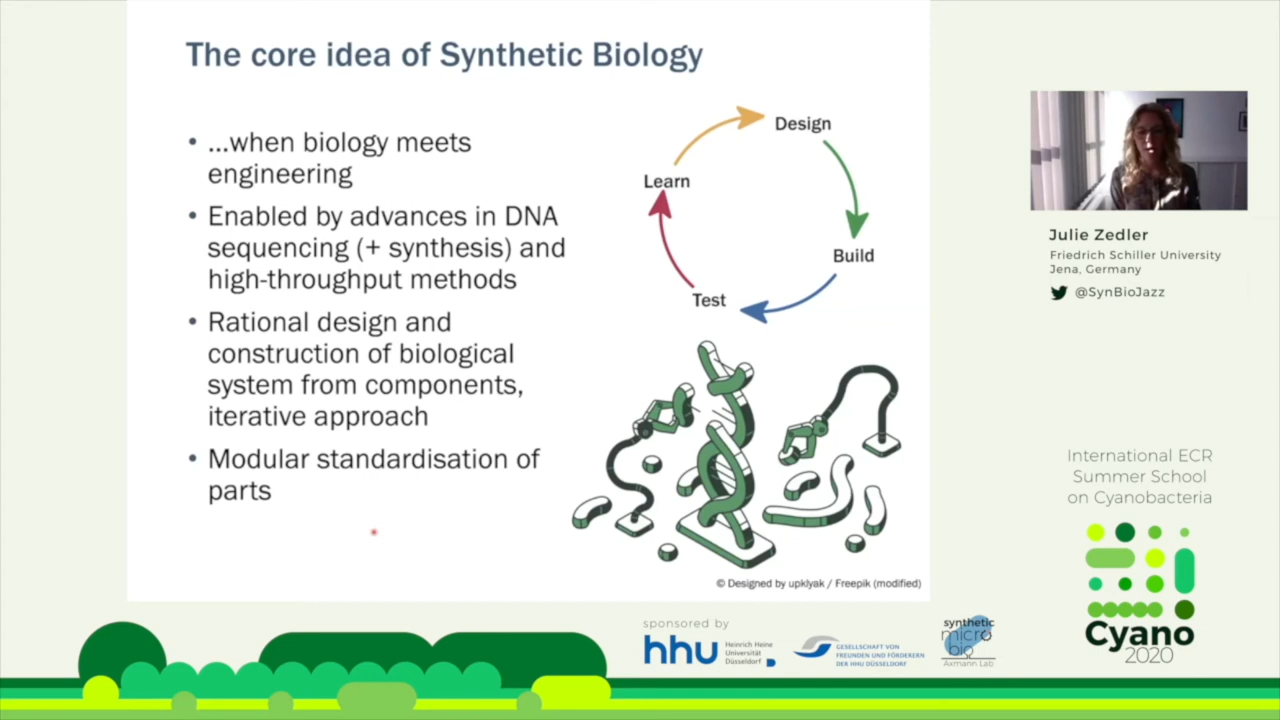 The core idea of Synthetic Biology
• ...when biology meets
engineering
• Enabled by advances in DNA
sequencing (+ synthesis) and
high-throughput methods
• Rational design and
construction of biological
system from components,
iterative approach
• Modular standardisation of
parts
Design
Learn
Build
Test
© Designed by upklyak / Freepik (modified)
Julie Zedler
Friedrich Schiller University
Jena, Germany
@SynBioJazz
International ECR
Summer School
on Cyanobacteria
Cyano
2020
sponsored by
hhu
Heinrich Heine
Universität
Düsseldorf
GESELLSCHAFT VON
FREUNDEN UND FÖRDERERN
DER HHU DÜSSELDORF
synthetic
micro
bio
Axmann Lab